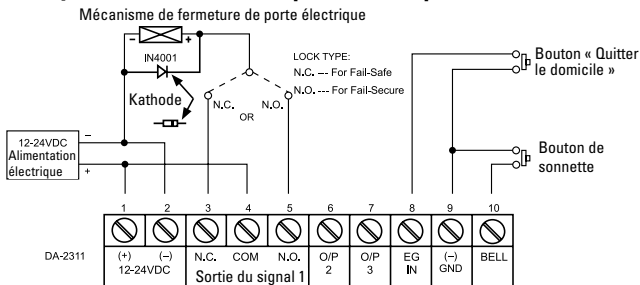 Mécanisme de fermeture de porte électrique
- +
IN4001
Kathode
LOCK TYPE:
N.C. --- For Fail-Safe
N.O. --- For Fail-Secure
N.C. N.O.
OR
Bouton « Quitter
le domicile »
Bouton de
sonnette
12-24VDC
Alimentation
électrique
–
+
1 2 3 4 5 6 7 8 9 10
DA-2311
(+) (–) N.C. COM N.O. O/P O/P EG (–) BELL
12-24VDC Sortie du signal 1 2 3 IN GND